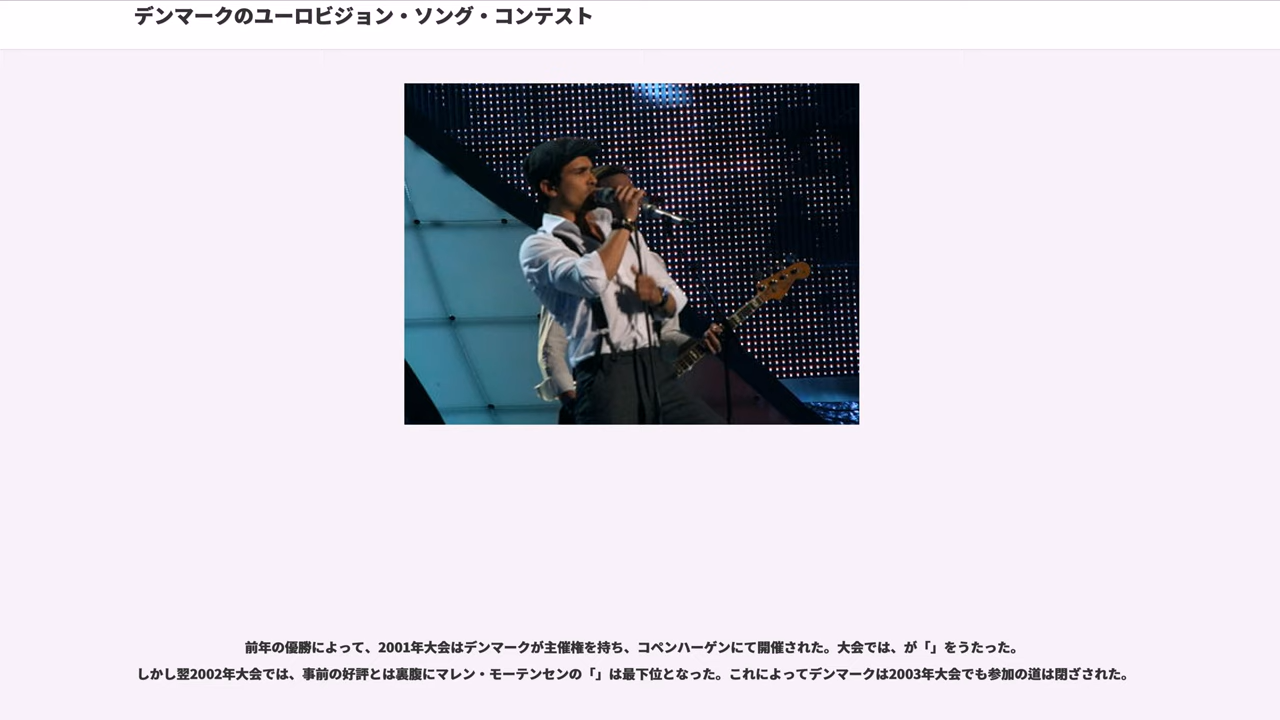 デンマークのユーロビジョン・ソング・コンテスト
前年の優勝によって、2001年大会はデンマークが主催権を持ち、コペンハーゲンにて開催された。大会では、が「」をうたった。
しかし翌2002年大会では、事前の好評とは裏腹にマレン・モーテンセンの「」は最下位となった。これによってデンマークは2003年大会でも参加の道は閉ざされた。